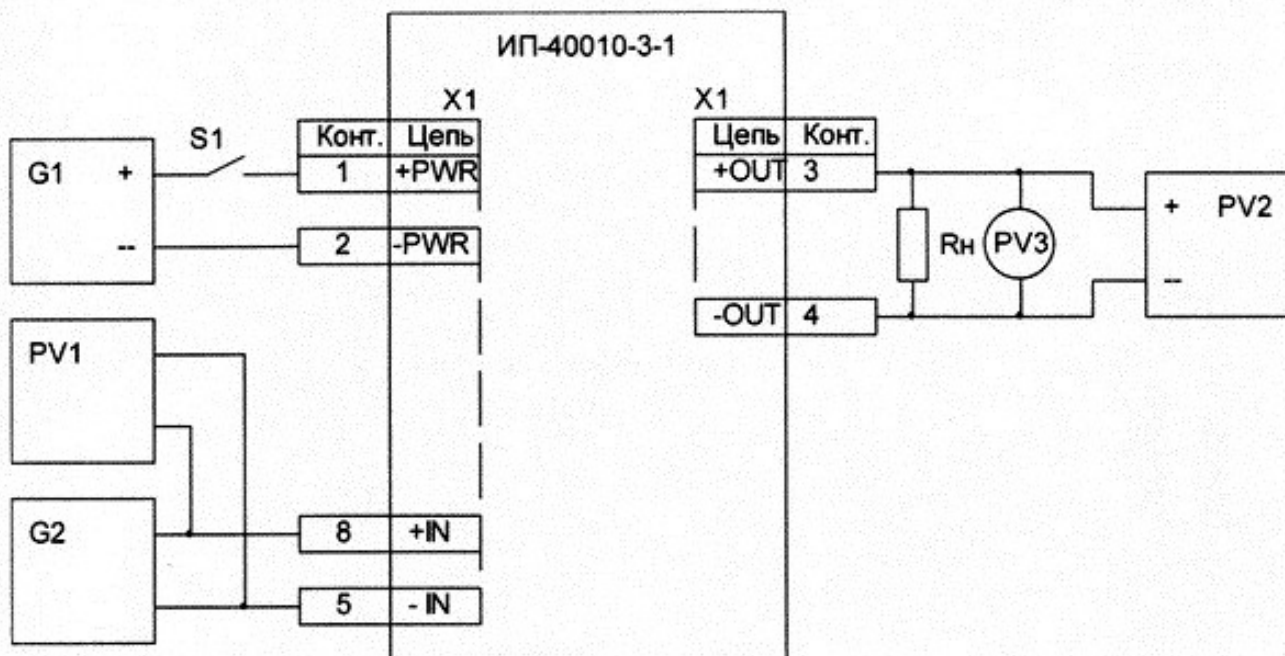 ИП-40010-3-1
X1
X1
Конт. Цепь
Цепь Конт.
G1
+
--
S1
1 +PWR
2 -PWR
+OUT 3
-OUT 4
Rн
PV3
+
--
PV2
PV1
G2
8 +IN
5 - IN